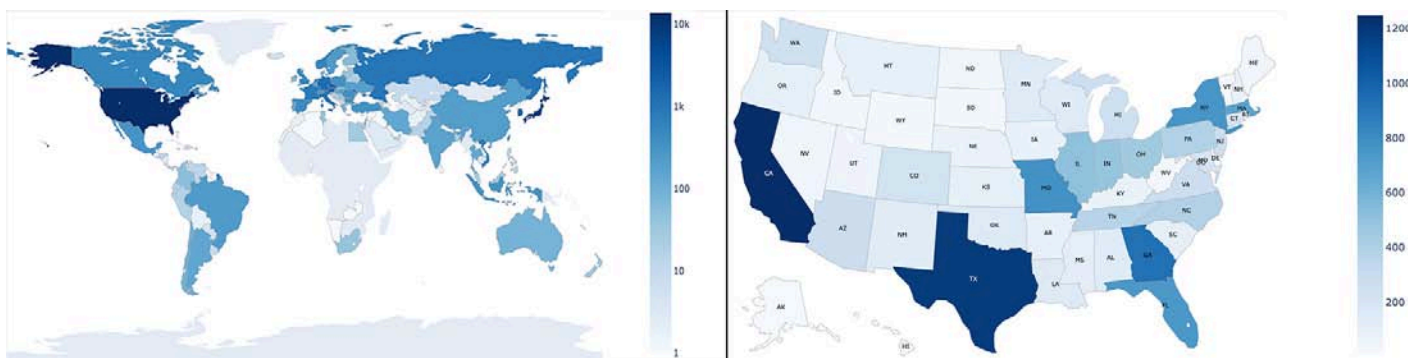 10k
1k
100
10
1
WA
MT
ND
MN
ME
OR
ID
SD
WI
VT
NH
WY
MI
NY
MA
CT
RI
IA
NE
PA
NJ
NV
UT
IL
IN
OH
DE
CA
CO
KS
MO
WV
VA
KY
AZ
NM
OK
AR
TN
NC
SC
TX
LA
MS
AL
GA
FL
AK
HI
1200
1000
800
600
400
200